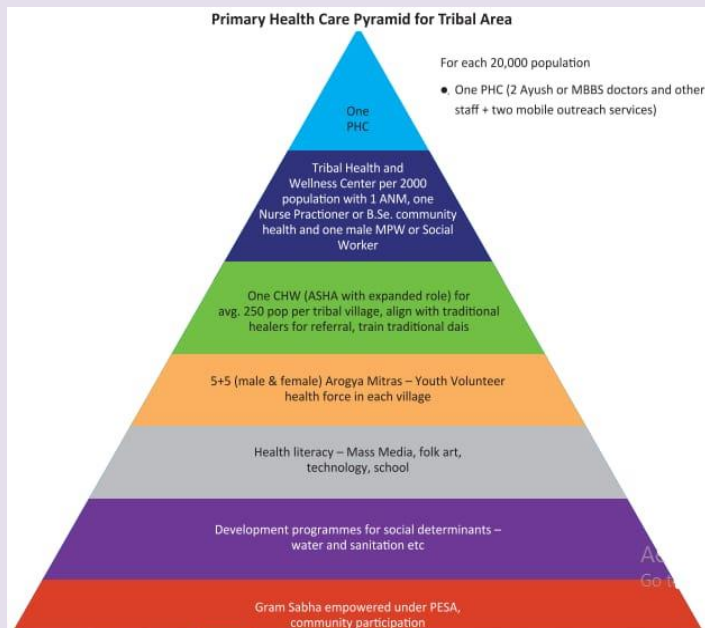 Primary Health Care Pyramid for Tribal Area
For each 20,000 population
• One PHC (2 Ayush or MBBS doctors and other
staff + two mobile outreach services)
One
PHC
Tribal Health and
Wellness Center per 2000
population with 1 ANM, one
Nurse Practioner or B.Se. community
health and one male MPW or Social
Worker
One CHW (ASHA with expanded role) for
avg. 250 pop per tribal village, align with traditional
healers for referral, train traditional dais
5+5 (male & female) Arogya Mitras – Youth Volunteer
health force in each village
Health literacy – Mass Media, folk art,
technology, school
Development programmes for social determinants –
water and sanitation etc
Gram Sabha empowered under PESA,
community participation